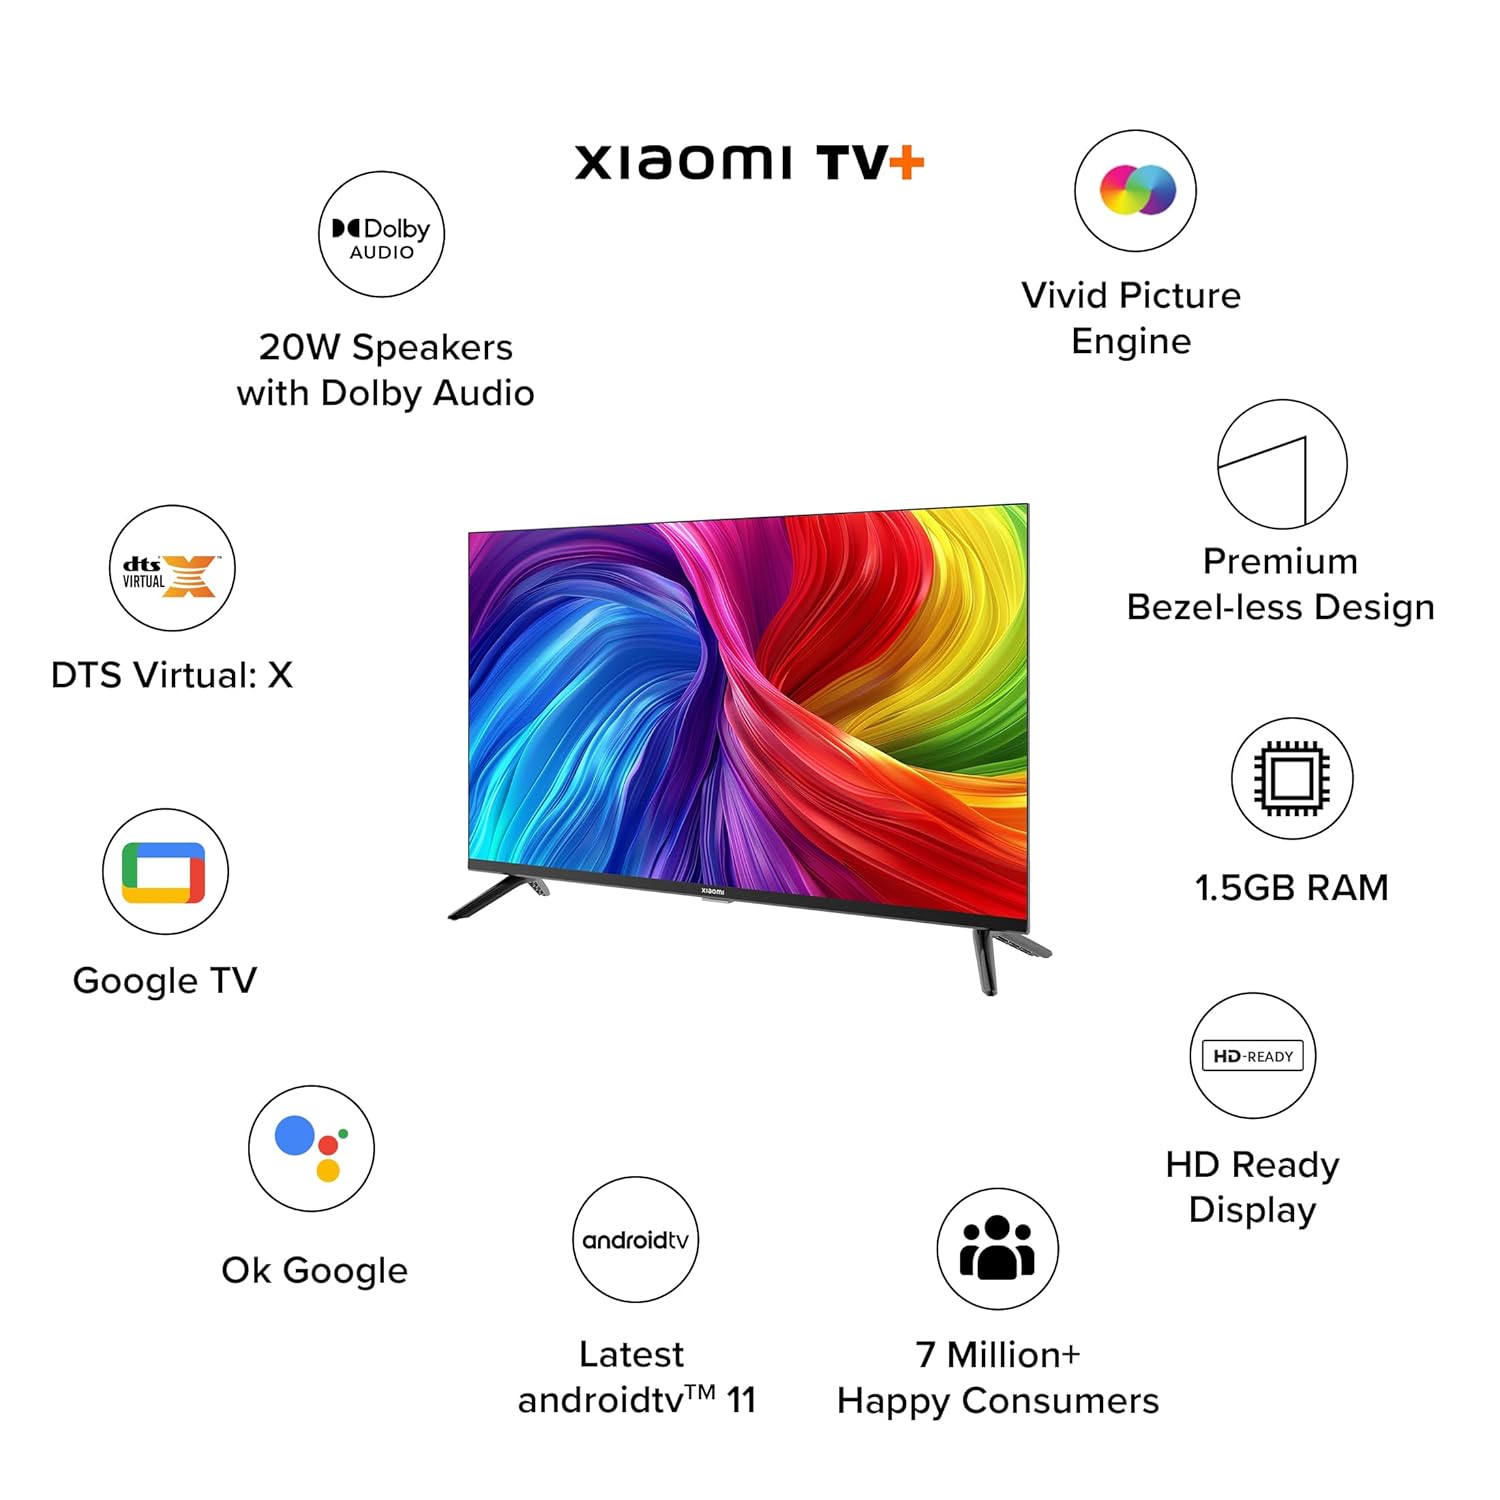 xiaomi TV+
Dolby
AUDIO
20W Speakers
with Dolby Audio
Vivid Picture
Engine
Premium
Bezel-less Design
dts
VIRTUAL X
DTS Virtual: X
xiaomi
1.5GB RAM
Google TV
HD-READY
HD Ready
Display
Ok Google
androidtv
Latest
androidtv™ 11
7 Million+
Happy Consumers